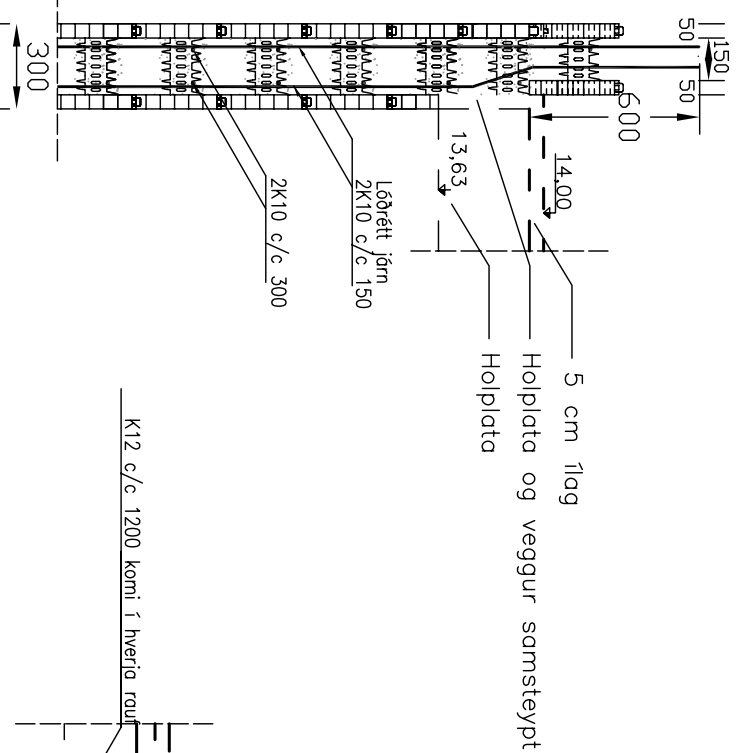 50
150
50
600
300
14,00
13,63
Lóðrétt járn
2K10 c/c 150
2K10 c/c 300
5 cm ílag
Holplata og veggur samsteypt
Holplata
K12 c/c 1200 komi í hverja rauf